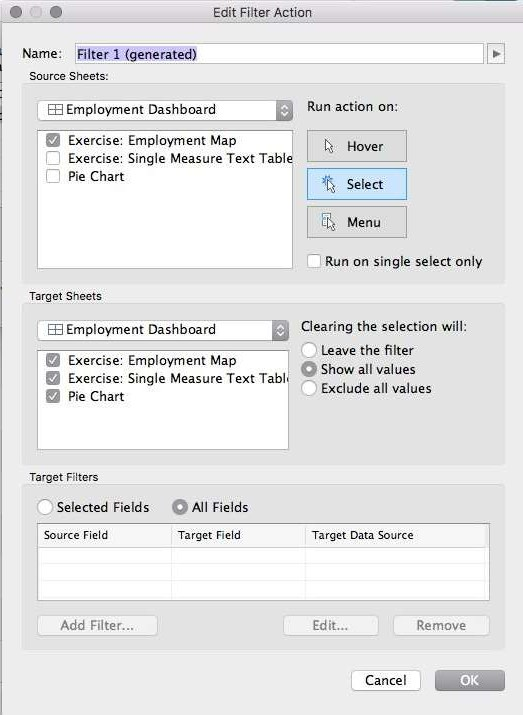 Edit Filter Action
Name: Filter 1 (generated)
Source Sheets:
Employment Dashboard
Exercise: Employment Map
Exercise: Single Measure Text Table
Pie Chart
Run action on:
Hover
Select
Menu
Run on single select only
Target Sheets
Employment Dashboard
Exercise: Employment Map
Exercise: Single Measure Text Tabl
Pie Chart
Clearing the selection will:
Leave the filter
Show all values
Exclude all values
Target Filters
Selected Fields All Fields
Source Field Target Field Target Data Source
Add Filter... Edit... Remove
Cancel OK